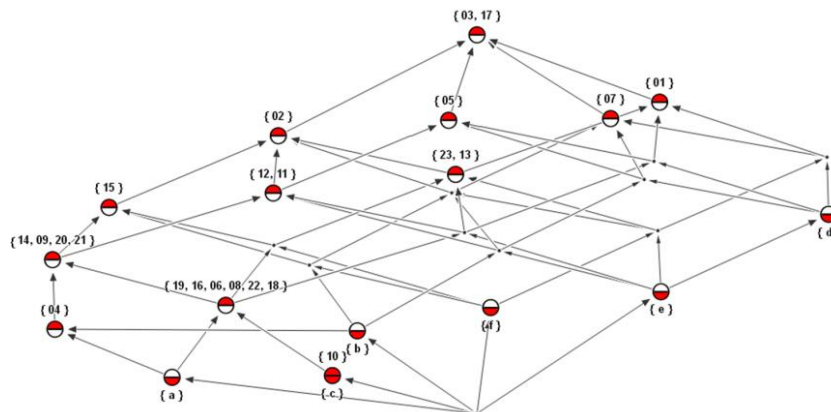 { 03, 17 }
{ 01 }
{ 07 }
{ 05 }
{ 02 }
{ 23, 13 }
{ 12, 11 }
{ 15 }
{ d }
{ 14, 09, 20, 21 }
{ 19, 16, 06, 08, 22, 18 }
{ e }
{ 04 }
{ f }
{ b }
{ 10 }
{ a }
{ c }